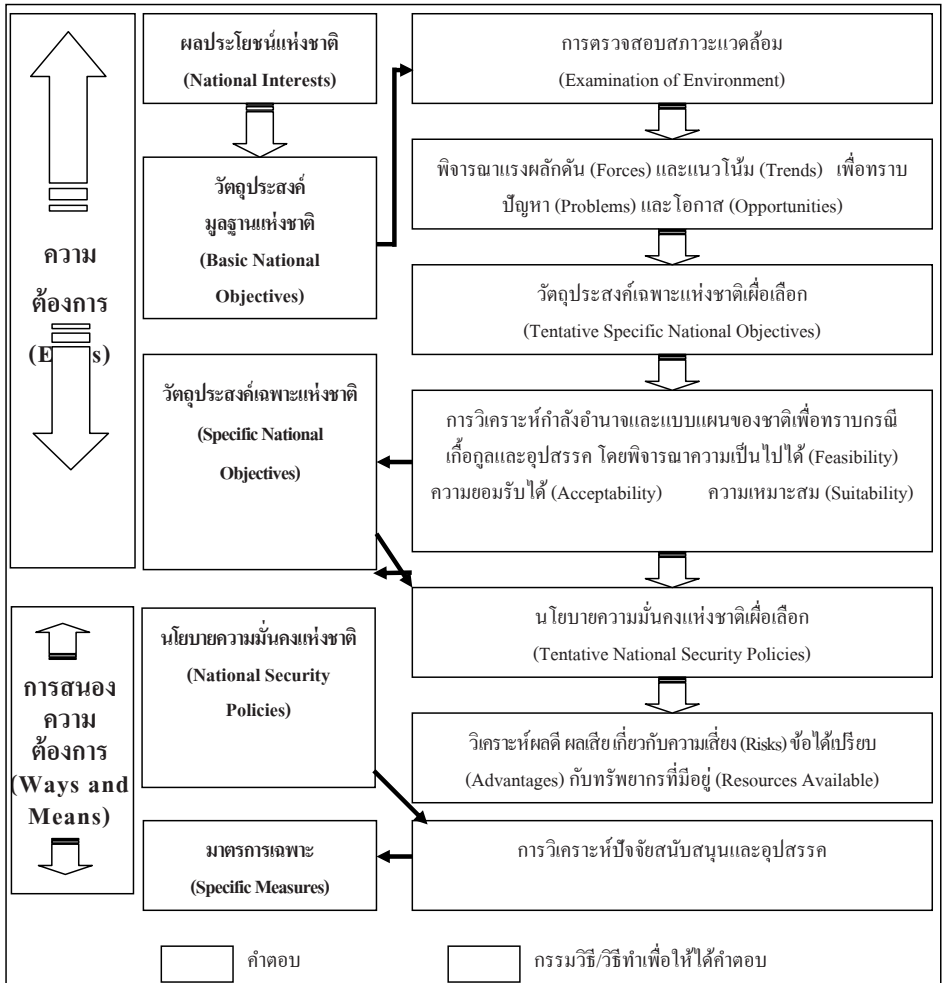 ความ
ต้องการ
(E s)
การสนอง
ความ
ต้องการ
(Ways and
Means)
ผลประโยชน์แห่งชาติ
(National Interests)
วัตถุประสงค์
มูลฐานแห่งชาติ
(Basic National
Objectives)
วัตถุประสงค์เฉพาะแห่งชาติ
(Specific National
Objectives)
นโยบายความมั่นคงแห่งชาติ
(National Security
Policies)
มาตรการเฉพาะ
(Specific Measures)
การตรวจสอบสภาวะแวดล้อม
(Examination of Environment)
พิจารณาแรงผลักดัน (Forces) และแนวโน้ม (Trends) เพื่อทราบ
ปัญหา (Problems) และโอกาส (Opportunities)
วัตถุประสงค์เฉพาะแห่งชาติเผื่อเลือก
(Tentative Specific National Objectives)
การวิเคราะห์กำลังอำนาจและแบบแผนของชาติเพื่อทราบกรณี
เกื้อกูลและอุปสรรค โดยพิจารณาความเป็นไปได้ (Feasibility)
ความยอมรับได้ (Acceptability) ความเหมาะสม (Suitability)
นโยบายความมั่นคงแห่งชาติเผื่อเลือก
(Tentative National Security Policies)
วิเคราะห์ผลดี ผลเสีย เกี่ยวกับความเสี่ยง (Risks) ข้อได้เปรียบ
(Advantages) กับทรัพยากรที่มีอยู่ (Resources Available)
การวิเคราะห์ปัจจัยสนับสนุนและอุปสรรค
คำตอบ
กรรมวิธี/วิธีทำเพื่อให้ได้คำตอบ